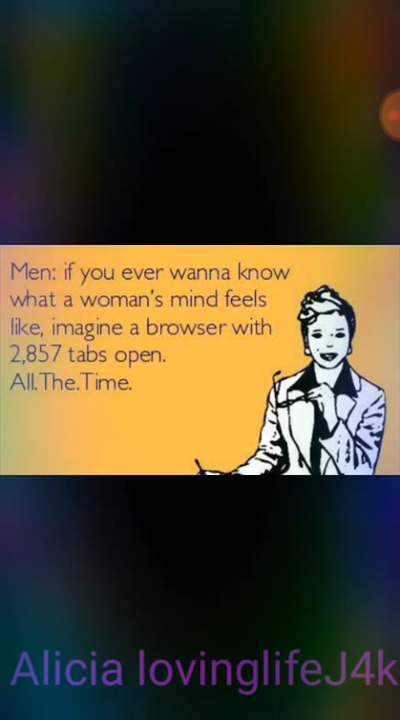 Men: if you ever wanna know
what a woman's mind feels
like, imagine a browser with
2,857 tabs open.
All.The.Time.
Alicia lovinglifeJ4k